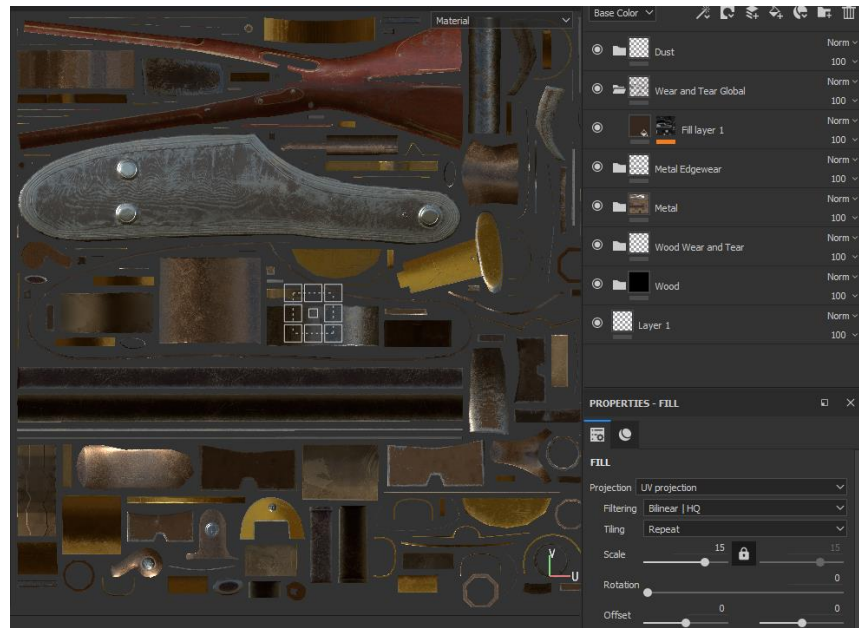 Material
Base Color
Dust
Norm
100
Wear and Tear Global
Norm
100
Fill layer 1
Norm
100
Metal Edgewear
Norm
100
Metal
Norm
100
Wood Wear and Tear
Norm
100
Wood
Norm
100
Layer 1
Norm
100
PROPERTIES - FILL
FILL
Projection UV projection
Filtering Bilinear | HQ
Tiling Repeat
Scale 15 15
Rotation 0
Offset 0 0
V
U